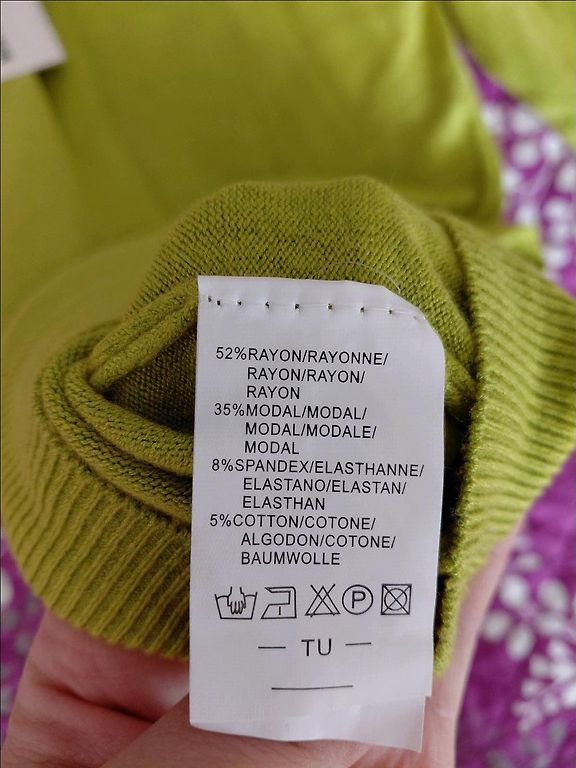 52%RAYON/RAYONNE/
RAYON/RAYON/
RAYON
35%MODAL/MODAL/
MODAL/MODALE/
MODAL
8%SPANDEX/ELASTHANNE/
ELASTANO/ELASTAN/
ELASTHAN
5%COTTON/COTONE/
ALGODON/COTONE/
BAUMWOLLE
P
— TU —